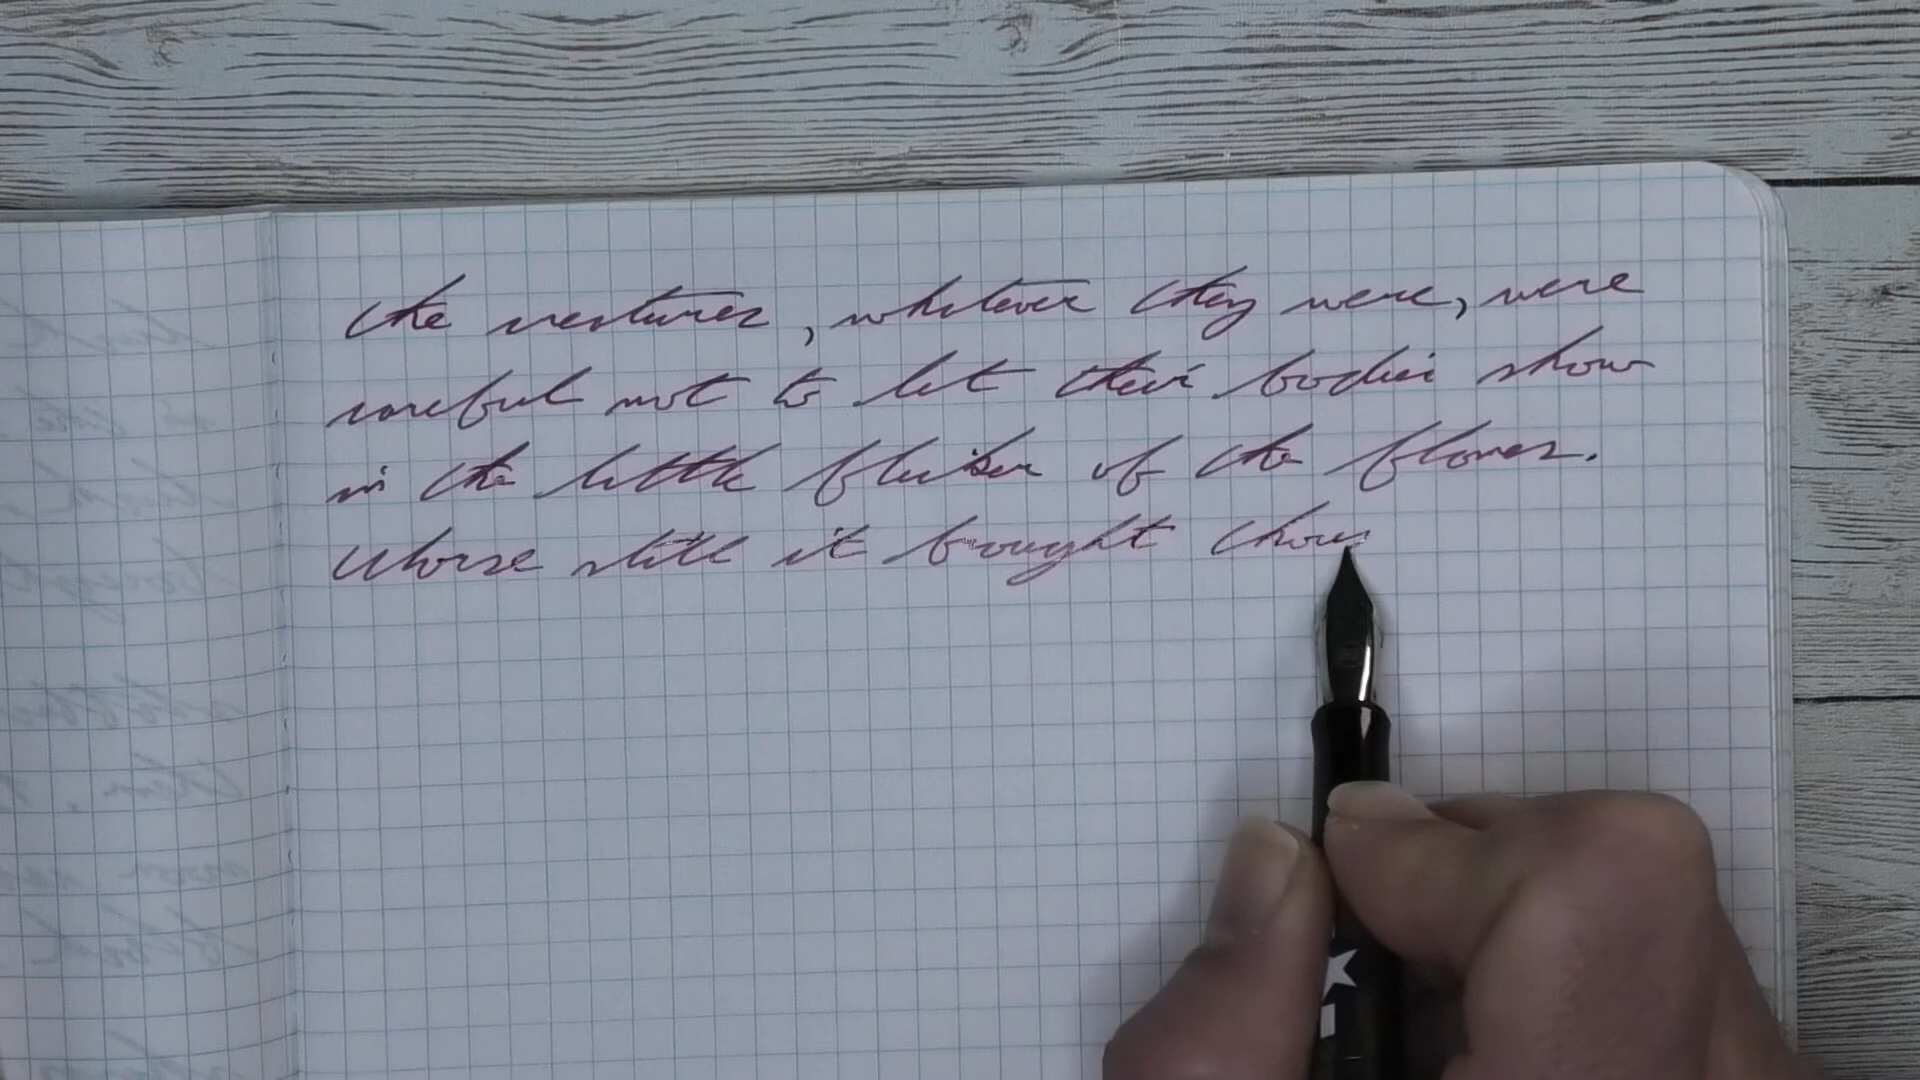 the creatures, whatever they were, were
careful not to let their bodies show
in the little flicker of the flames.
Worse still it brought